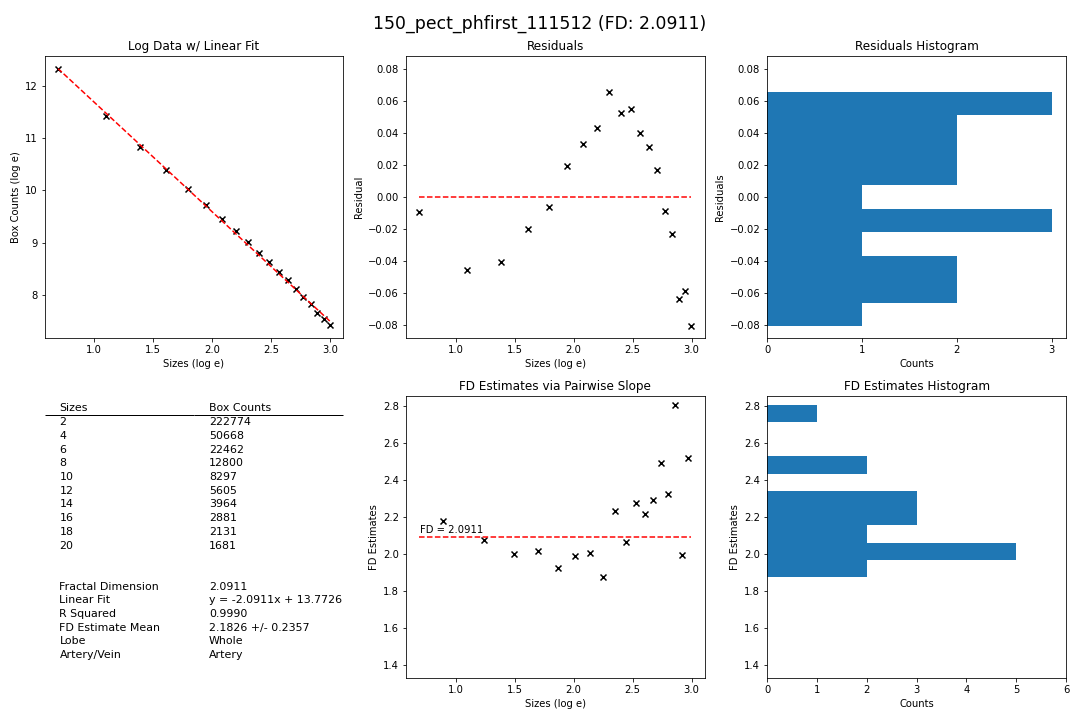 150_pect_phfirst_111512 (FD: 2.0911)
Log Data w/ Linear Fit
Box Counts (log e)
12
11
10
9
8
1.0 1.5 2.0 2.5 3.0
Sizes (log e)
Residuals
Residual
0.08
0.06
0.04
0.02
0.00
−0.02
−0.04
−0.06
−0.08
1.0 1.5 2.0 2.5 3.0
Sizes (log e)
Residuals Histogram
Residuals
0.08
0.06
0.04
0.02
0.00
−0.02
−0.04
−0.06
−0.08
0 1 2 3
Counts
Sizes Box Counts
2 222774
4 50668
6 22462
8 12800
10 8297
12 5605
14 3964
16 2881
18 2131
20 1681
Fractal Dimension 2.0911
Linear Fit y = -2.0911x + 13.7726
R Squared 0.9990
FD Estimate Mean 2.1826 +/- 0.2357
Lobe Whole
Artery/Vein Artery
FD Estimates via Pairwise Slope
FD Estimates
2.8
2.6
2.4
2.2
2.0
1.8
1.6
1.4
FD = 2.0911
1.0 1.5 2.0 2.5 3.0
Sizes (log e)
FD Estimates Histogram
FD Estimates
2.8
2.6
2.4
2.2
2.0
1.8
1.6
1.4
0 1 2 3 4 5 6
Counts